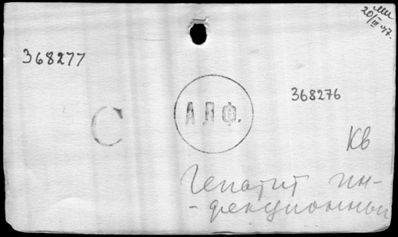 20/III 47.
368277
368276
С
АЛФ.
Кв
Гепатит ин-
-фекционный